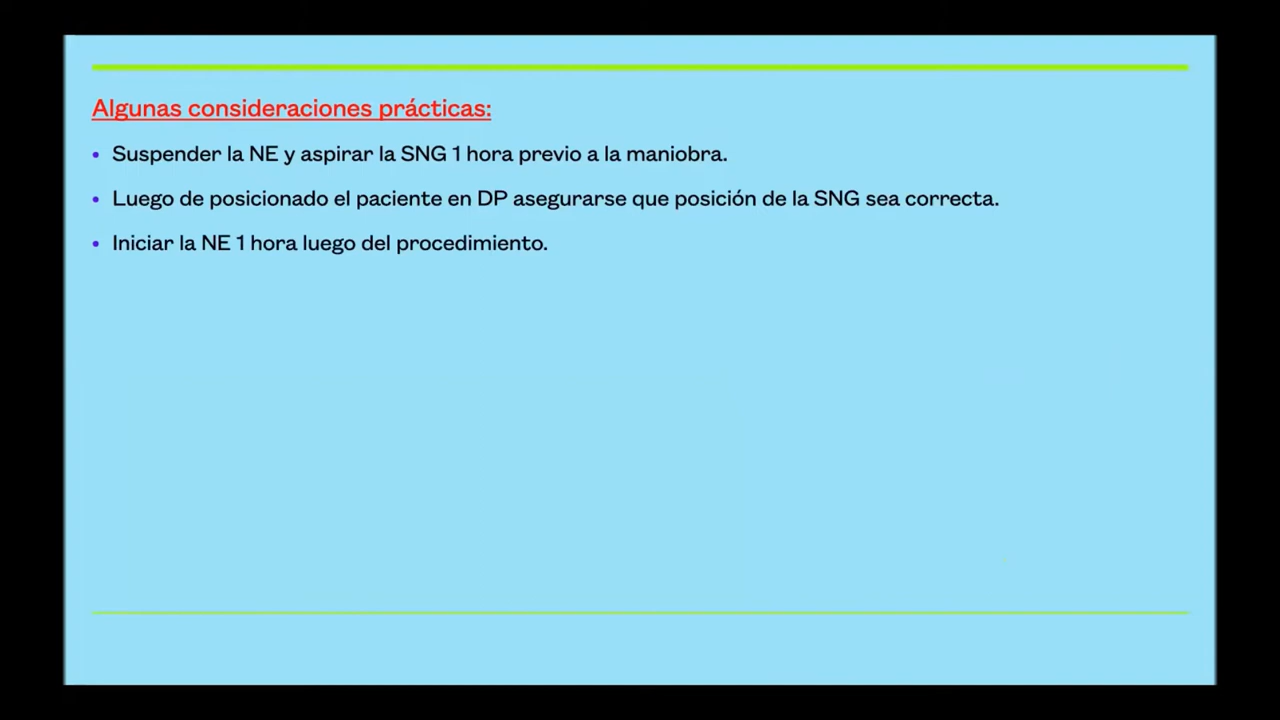 Algunas consideraciones prácticas:
• Suspender la NE y aspirar la SNG 1 hora previo a la maniobra.
• Luego de posicionado el paciente en DP asegurarse que posición de la SNG sea correcta.
• Iniciar la NE 1 hora luego del procedimiento.